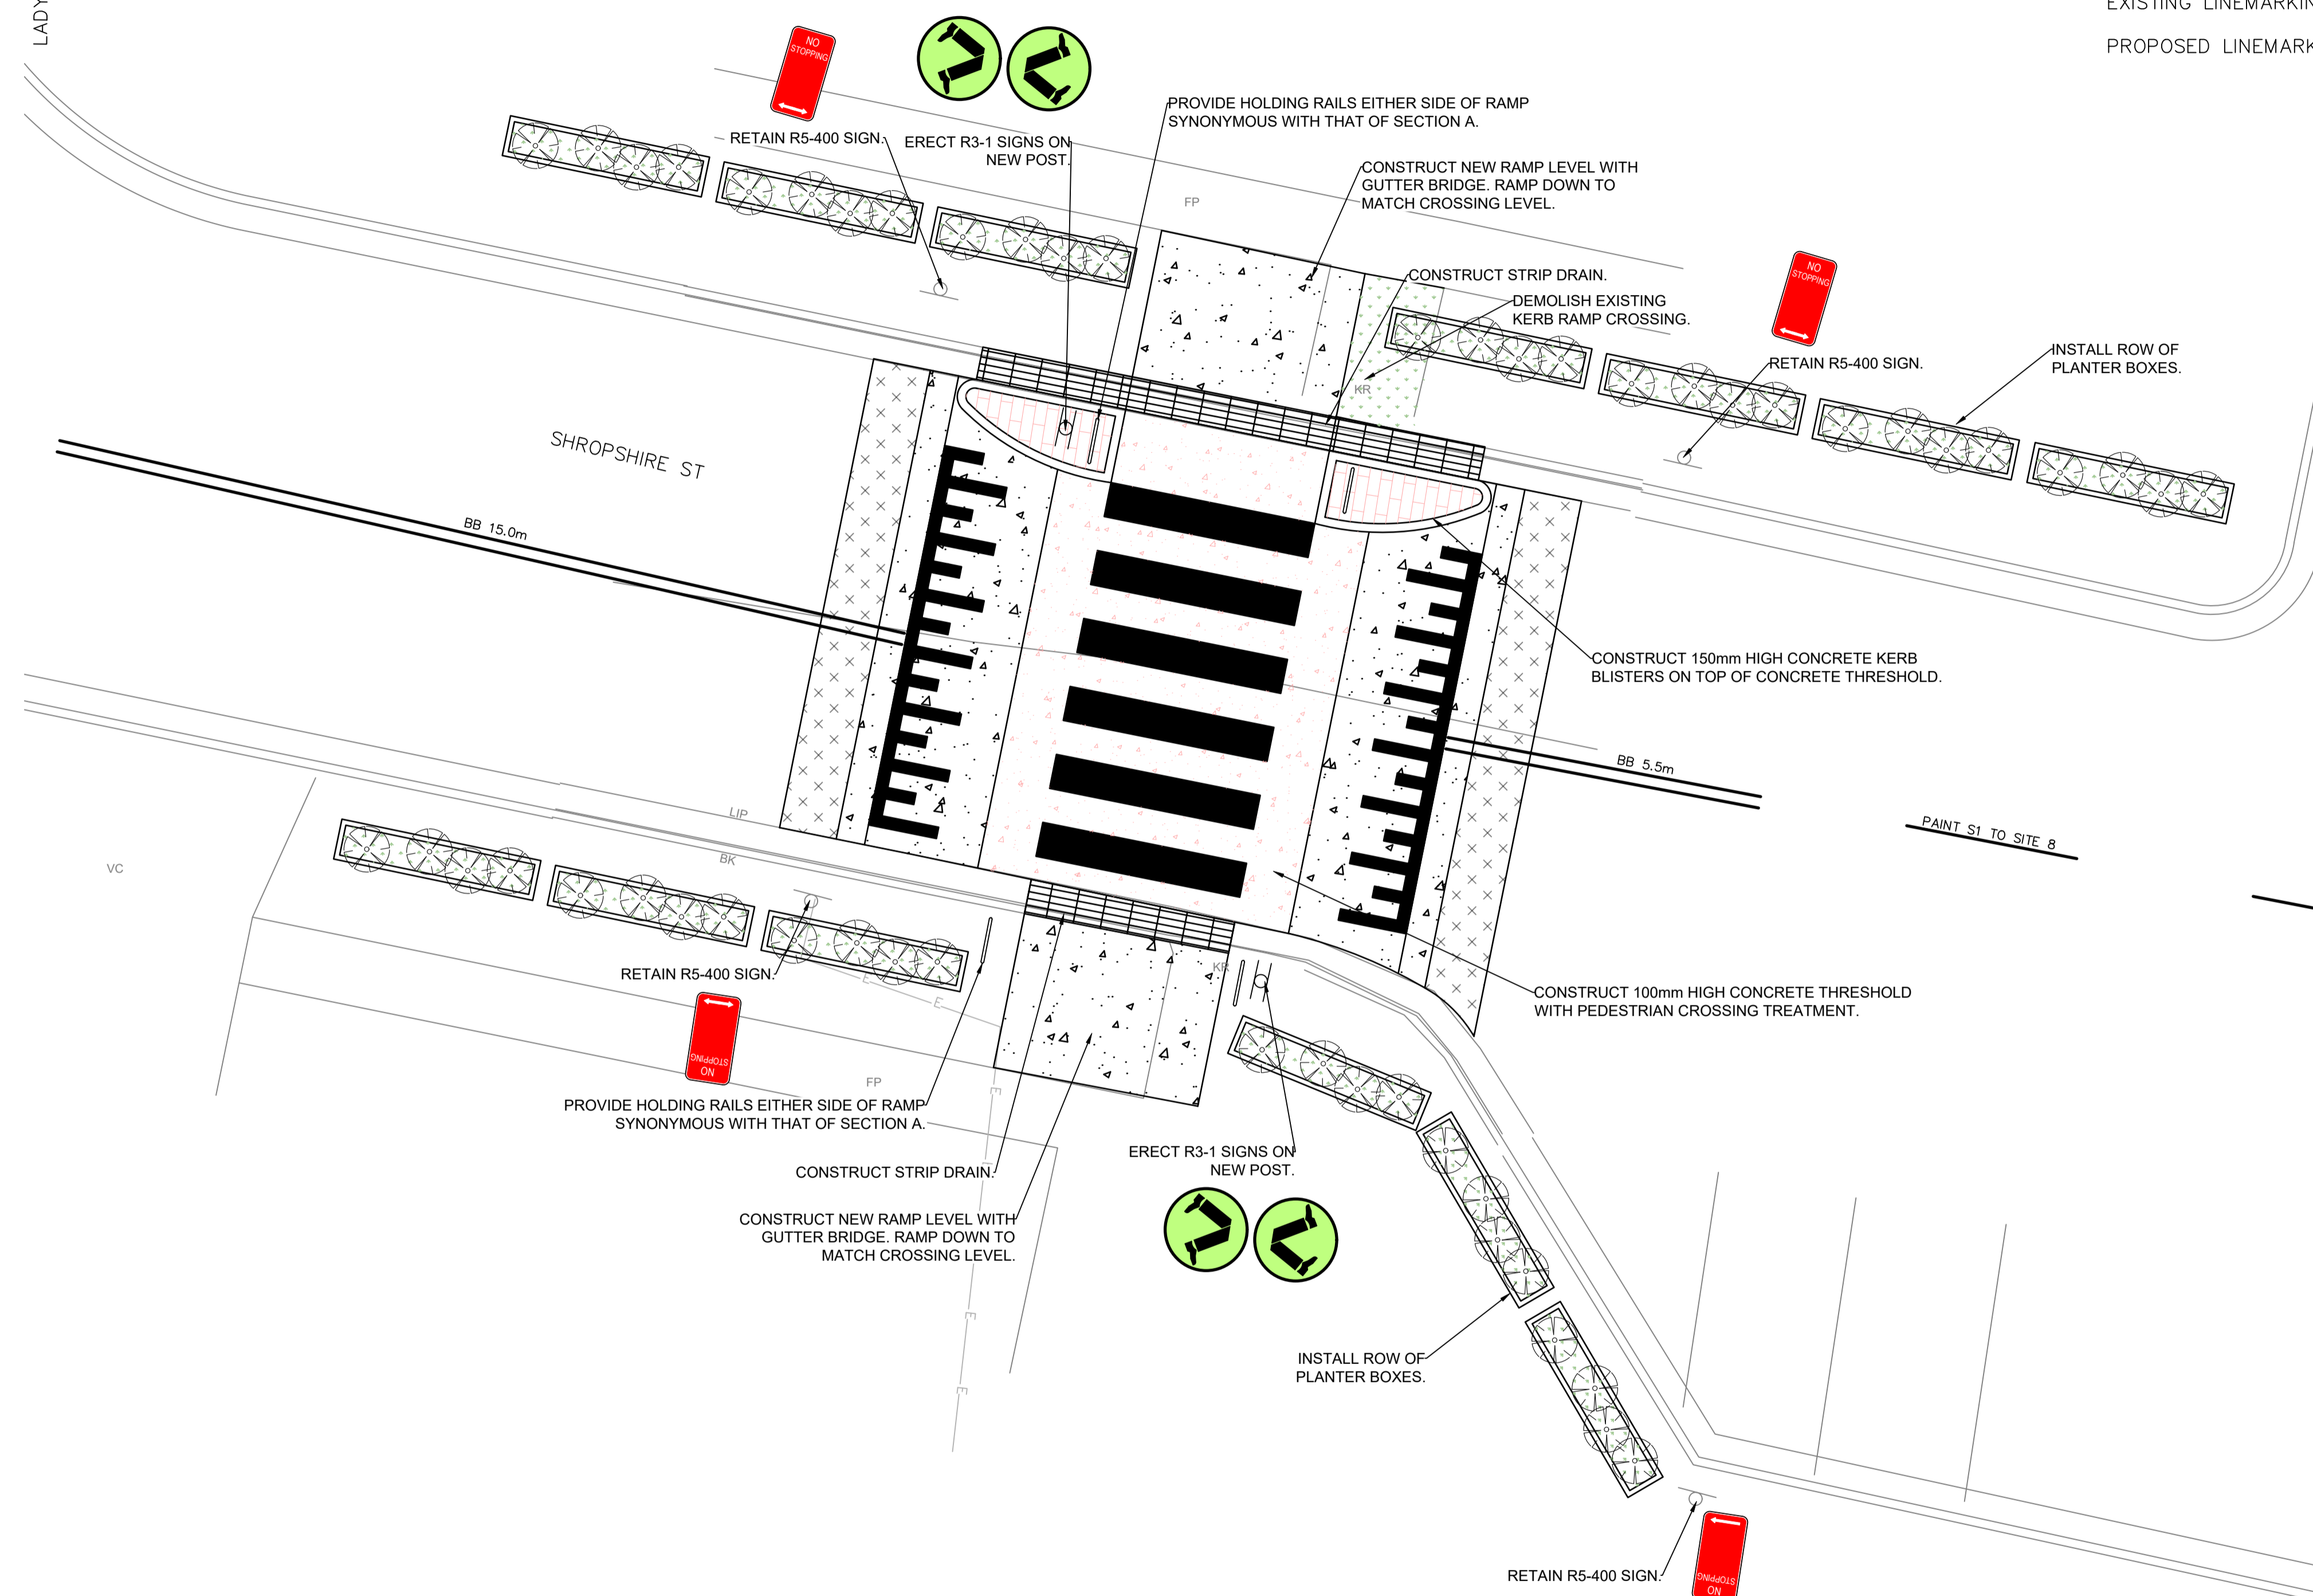 LADY
EXISTING LINEMARKIN
PROPOSED LINEMARK
NO
STOPPING
PROVIDE HOLDING RAILS EITHER SIDE OF RAMP
SYNONYMOUS WITH THAT OF SECTION A.
RETAIN R5-400 SIGN.
ERECT R3-1 SIGNS ON
NEW POST.
CONSTRUCT NEW RAMP LEVEL WITH
GUTTER BRIDGE. RAMP DOWN TO
MATCH CROSSING LEVEL.
FP
CONSTRUCT STRIP DRAIN.
NO
STOPPING
DEMOLISH EXISTING
KERB RAMP CROSSING.
INSTALL ROW OF
PLANTER BOXES.
RETAIN R5-400 SIGN.
KR
SHROPSHIRE ST
BB 15.0m
CONSTRUCT 150mm HIGH CONCRETE KERB
BLISTERS ON TOP OF CONCRETE THRESHOLD.
BB 5.5m
LIP
PAINT S1 TO SITE 8
BK
VC
RETAIN R5-400 SIGN.
KR
E
E
CONSTRUCT 100mm HIGH CONCRETE THRESHOLD
WITH PEDESTRIAN CROSSING TREATMENT.
NO
STOPPING
FP
E
PROVIDE HOLDING RAILS EITHER SIDE OF RAMP
SYNONYMOUS WITH THAT OF SECTION A.
ERECT R3-1 SIGNS ON
NEW POST.
CONSTRUCT STRIP DRAIN.
E
CONSTRUCT NEW RAMP LEVEL WITH
GUTTER BRIDGE. RAMP DOWN TO
MATCH CROSSING LEVEL.
E
INSTALL ROW OF
PLANTER BOXES.
E
RETAIN R5-400 SIGN.
NO
STOPPING